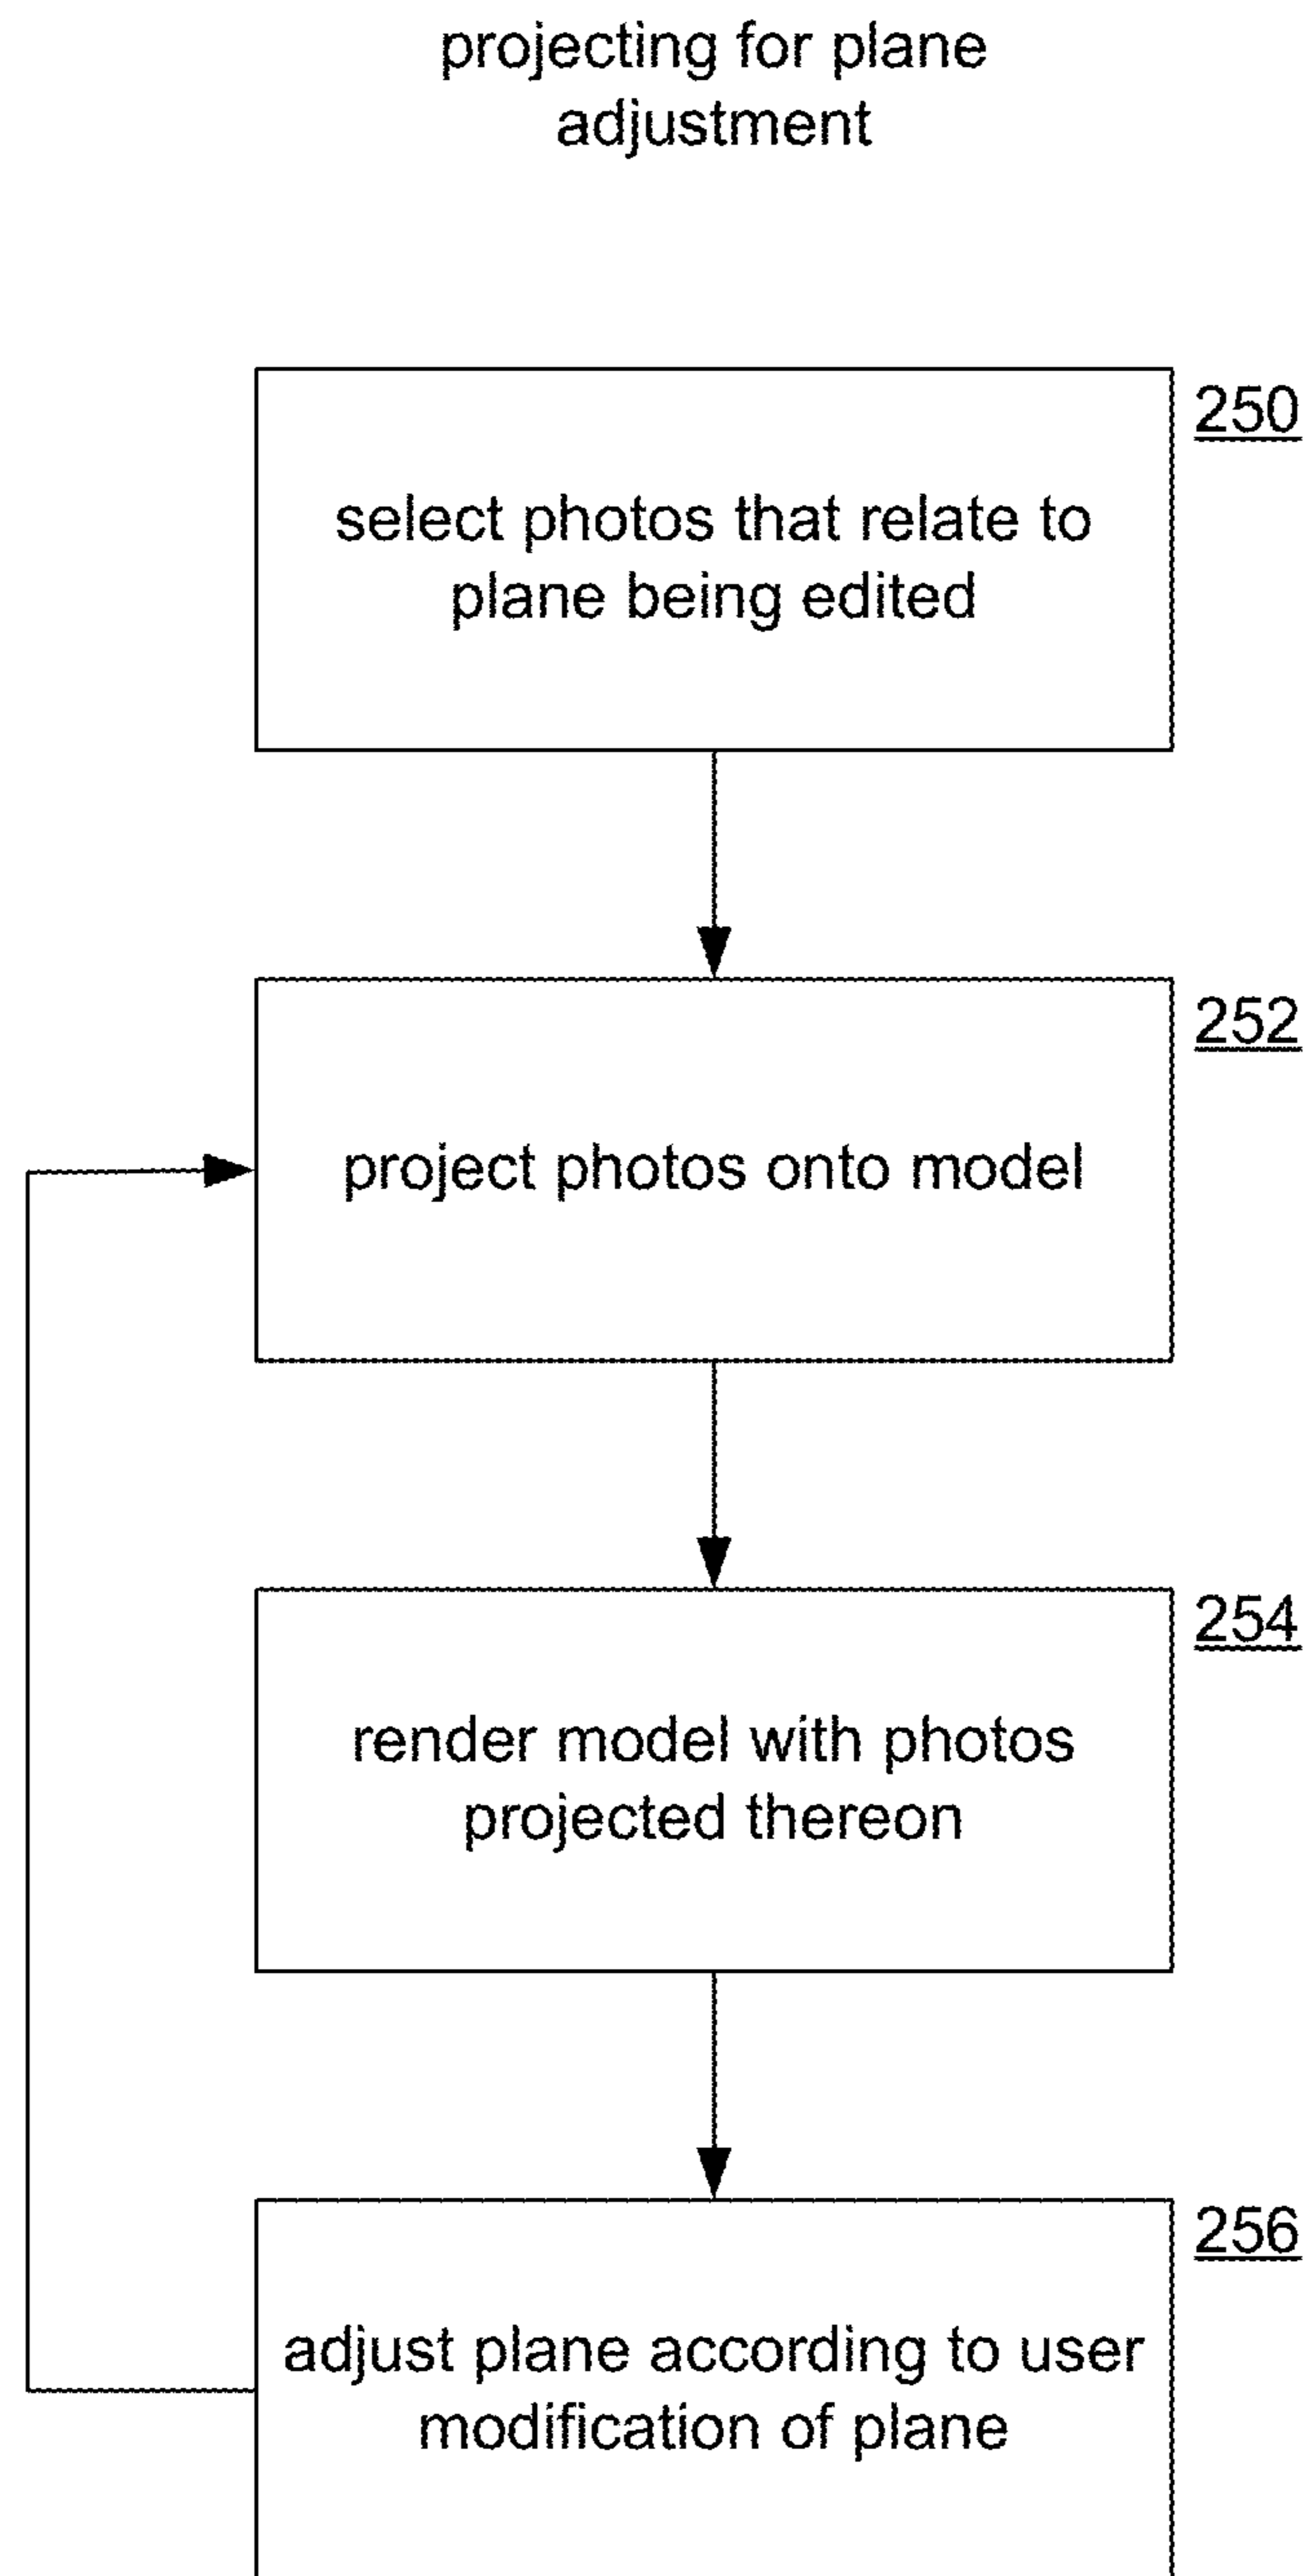 projecting for plane
adjustment
250
select photos that relate to
plane being edited
252
project photos onto model
254
render model with photos
projected thereon
256
adjust plane according to user
modification of plane